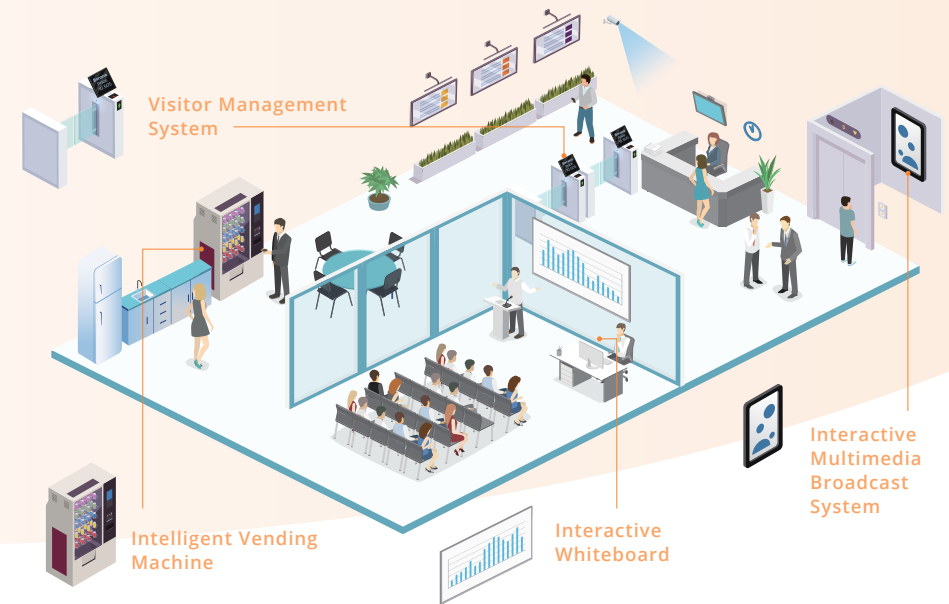 Visitor Management
System
Interactive
Multimedia
Broadcast
System
Intelligent Vending
Machine
Interactive
Whiteboard